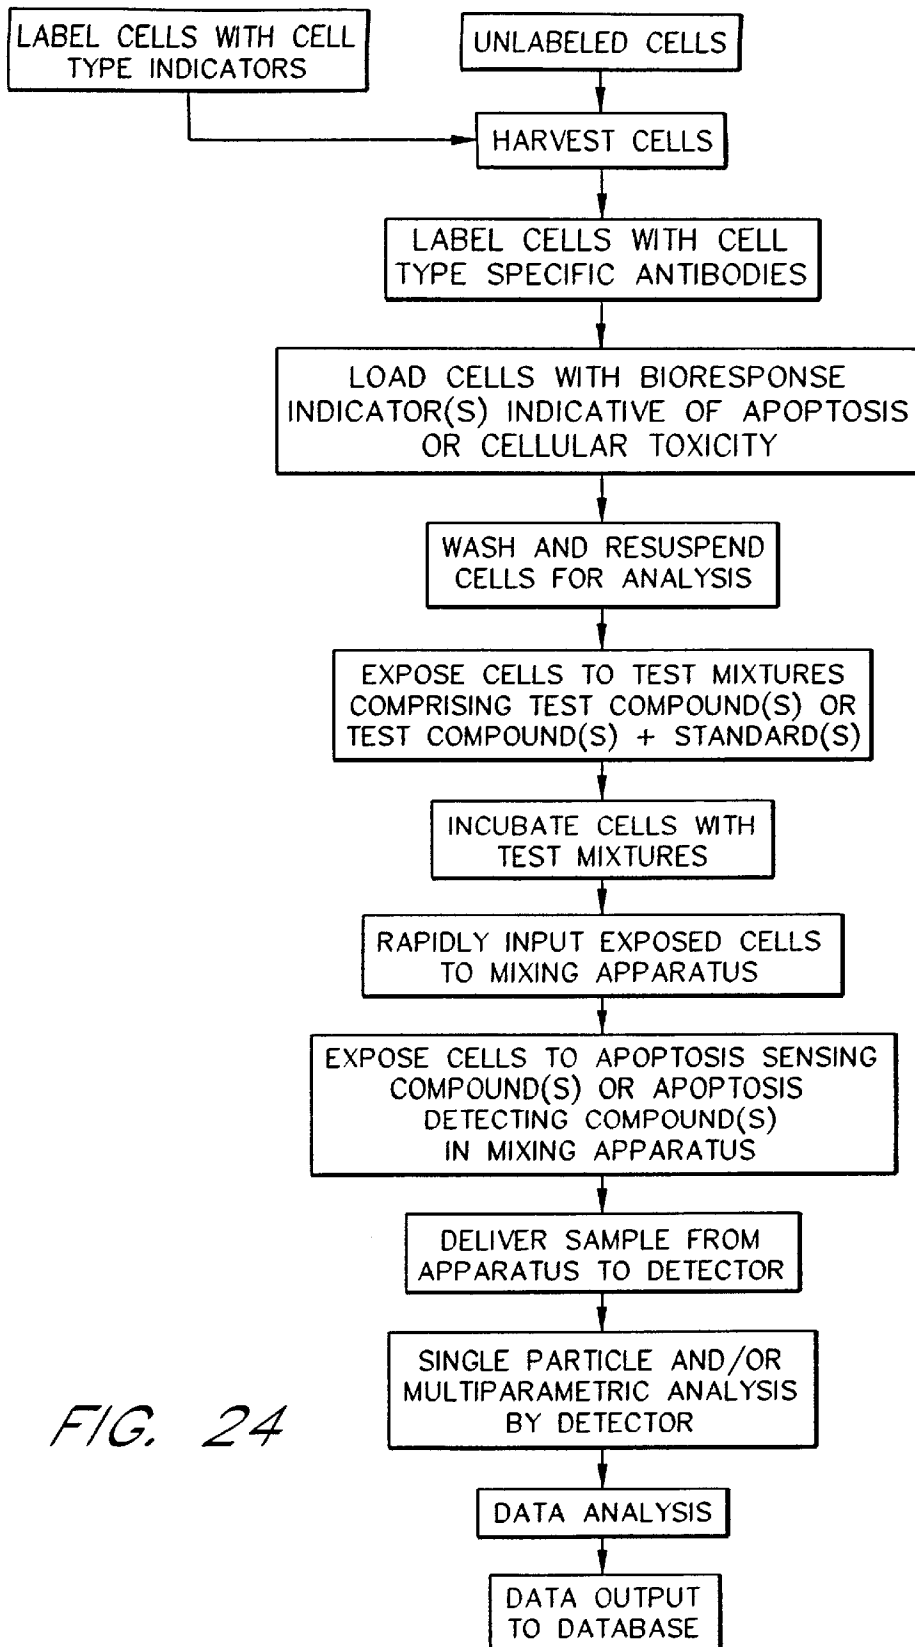 LABEL CELLS WITH CELL
TYPE INDICATORS
UNLABELED CELLS
HARVEST CELLS
LABEL CELLS WITH CELL
TYPE SPECIFIC ANTIBODIES
LOAD CELLS WITH BIORESPONSE
INDICATOR(S) INDICATIVE OF APOPTOSIS
OR CELLULAR TOXICITY
WASH AND RESUSPEND
CELLS FOR ANALYSIS
EXPOSE CELLS TO TEST MIXTURES
COMPRISING TEST COMPOUND(S) OR
TEST COMPOUND(S) + STANDARD(S)
INCUBATE CELLS WITH
TEST MIXTURES
RAPIDLY INPUT EXPOSED CELLS
TO MIXING APPARATUS
EXPOSE CELLS TO APOPTOSIS SENSING
COMPOUND(S) OR APOPTOSIS
DETECTING COMPOUND(S)
IN MIXING APPARATUS
DELIVER SAMPLE FROM
APPARATUS TO DETECTOR
SINGLE PARTICLE AND/OR
MULTIPARAMETRIC ANALYSIS
BY DETECTOR
FIG. 24
DATA ANALYSIS
DATA OUTPUT
TO DATABASE